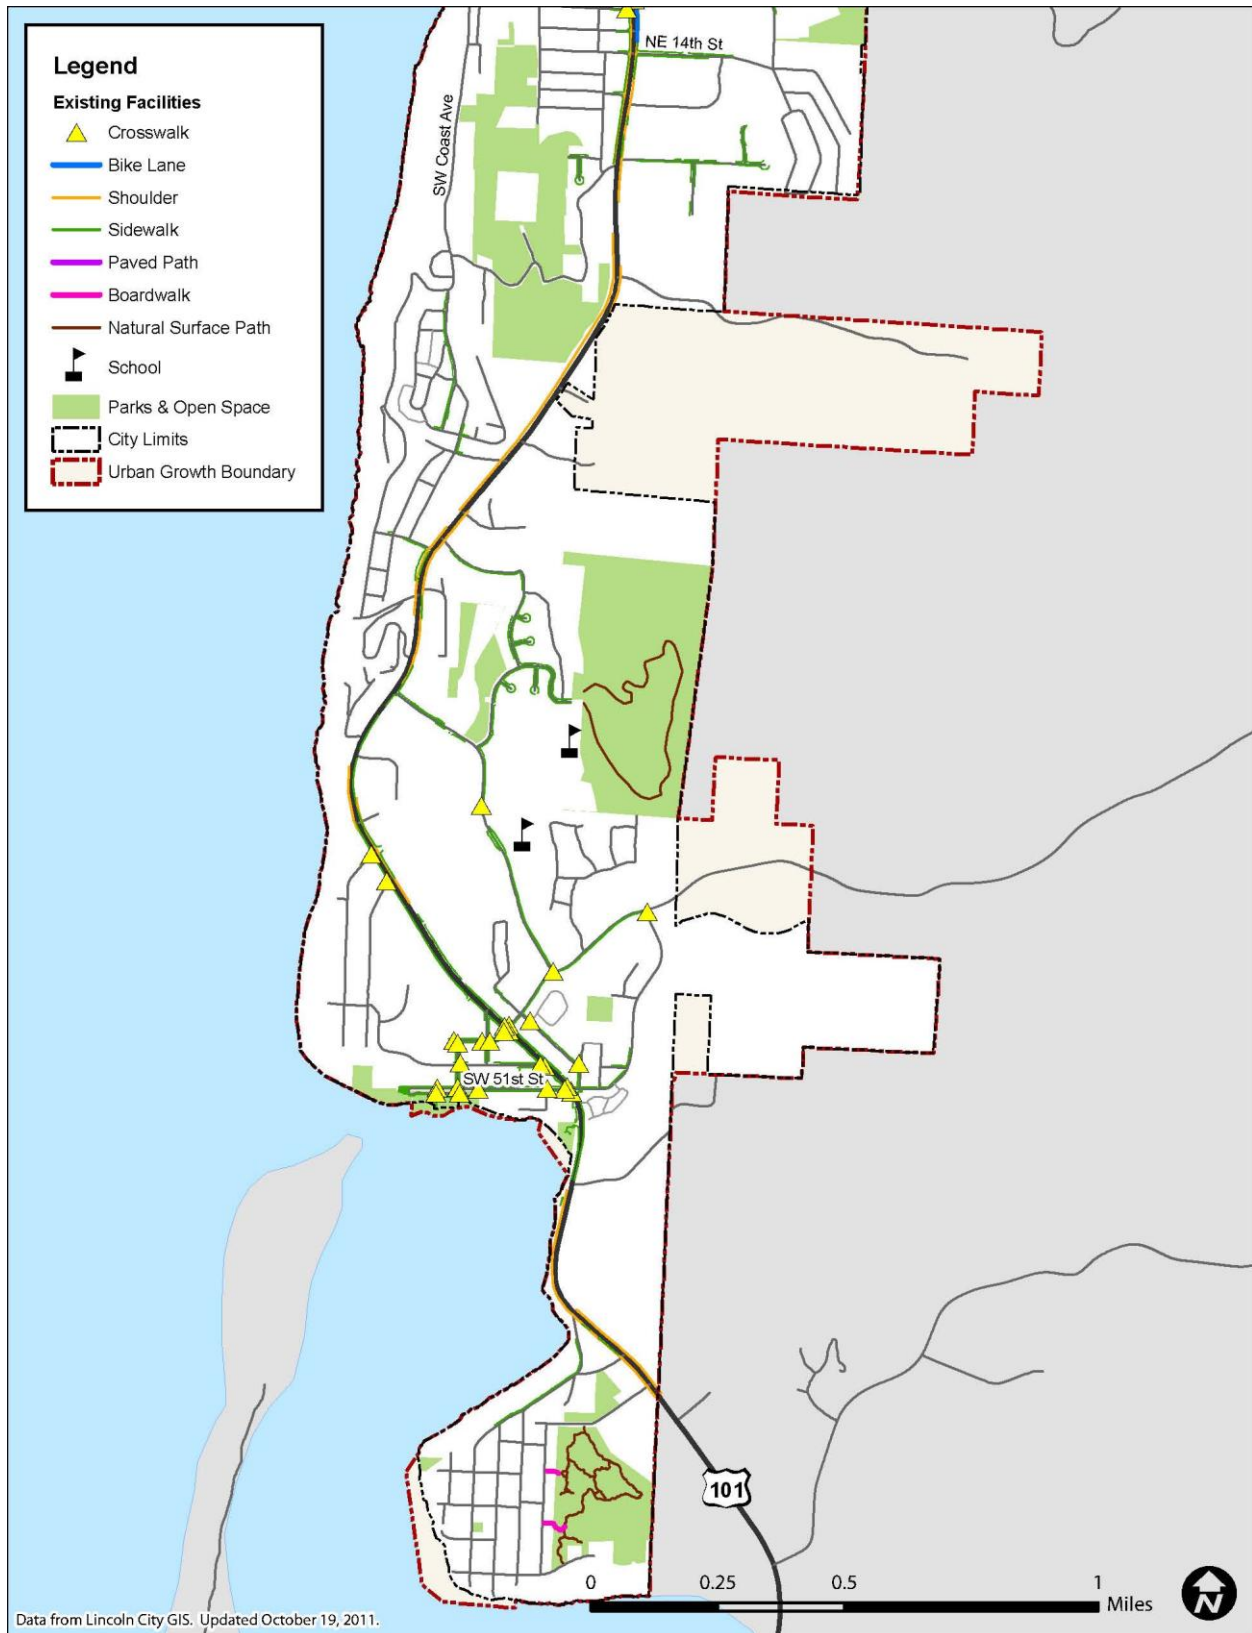 Legend
Existing Facilities
Crosswalk
Bike Lane
Shoulder
Sidewalk
Paved Path
Boardwalk
Natural Surface Path
School
Parks & Open Space
City Limits
Urban Growth Boundary
NE 14th St
SW Coast Ave
SW 51st St
101
0 0.25 0.5 1
Miles
N
Data from Lincoln City GIS. Updated October 19, 2011.